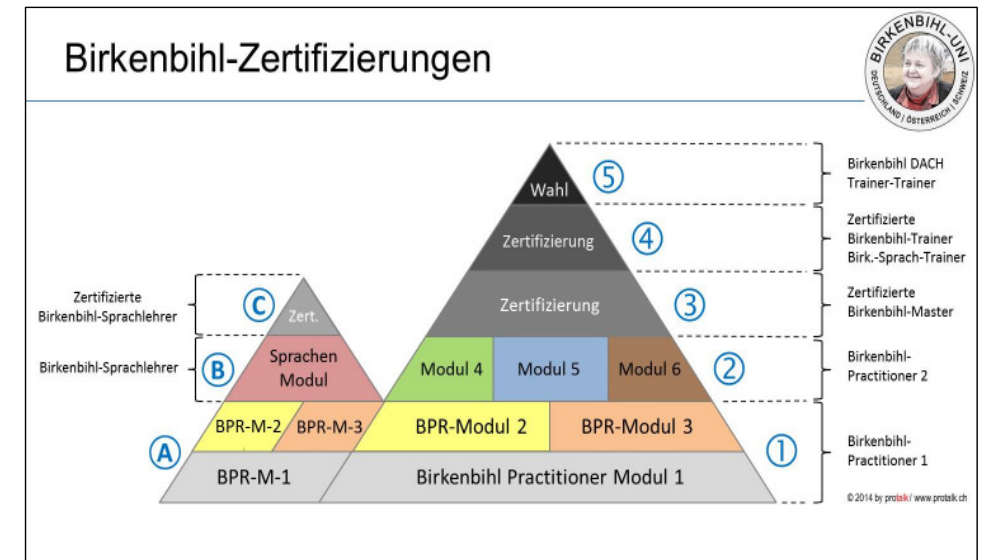 Birkenbihl-Zertifizierungen
BIRKENBIHL-UNI
DEUTSCHLAND | ÖSTERREICH | SCHWEIZ
Wahl
5
Birkenbihl DACH
Trainer-Trainer
Zertifizierung
4
Zertifizierte
Birkenbihl-Trainer
Birk.-Sprach-Trainer
Zertifizierte
Birkenbihl-Sprachlehrer
C
Zert.
Zertifizierung
3
Zertifizierte
Birkenbihl-Master
Birkenbihl-Sprachlehrer
B
Sprachen
Modul
Modul 4
Modul 5
Modul 6
2
Birkenbihl-
Practitioner 2
A
BPR-M-2
BPR-M-3
BPR-Modul 2
BPR-Modul 3
1
Birkenbihl-
Practitioner 1
BPR-M-1
Birkenbihl Practitioner Modul 1
© 2014 by protalk / www.protalk.ch